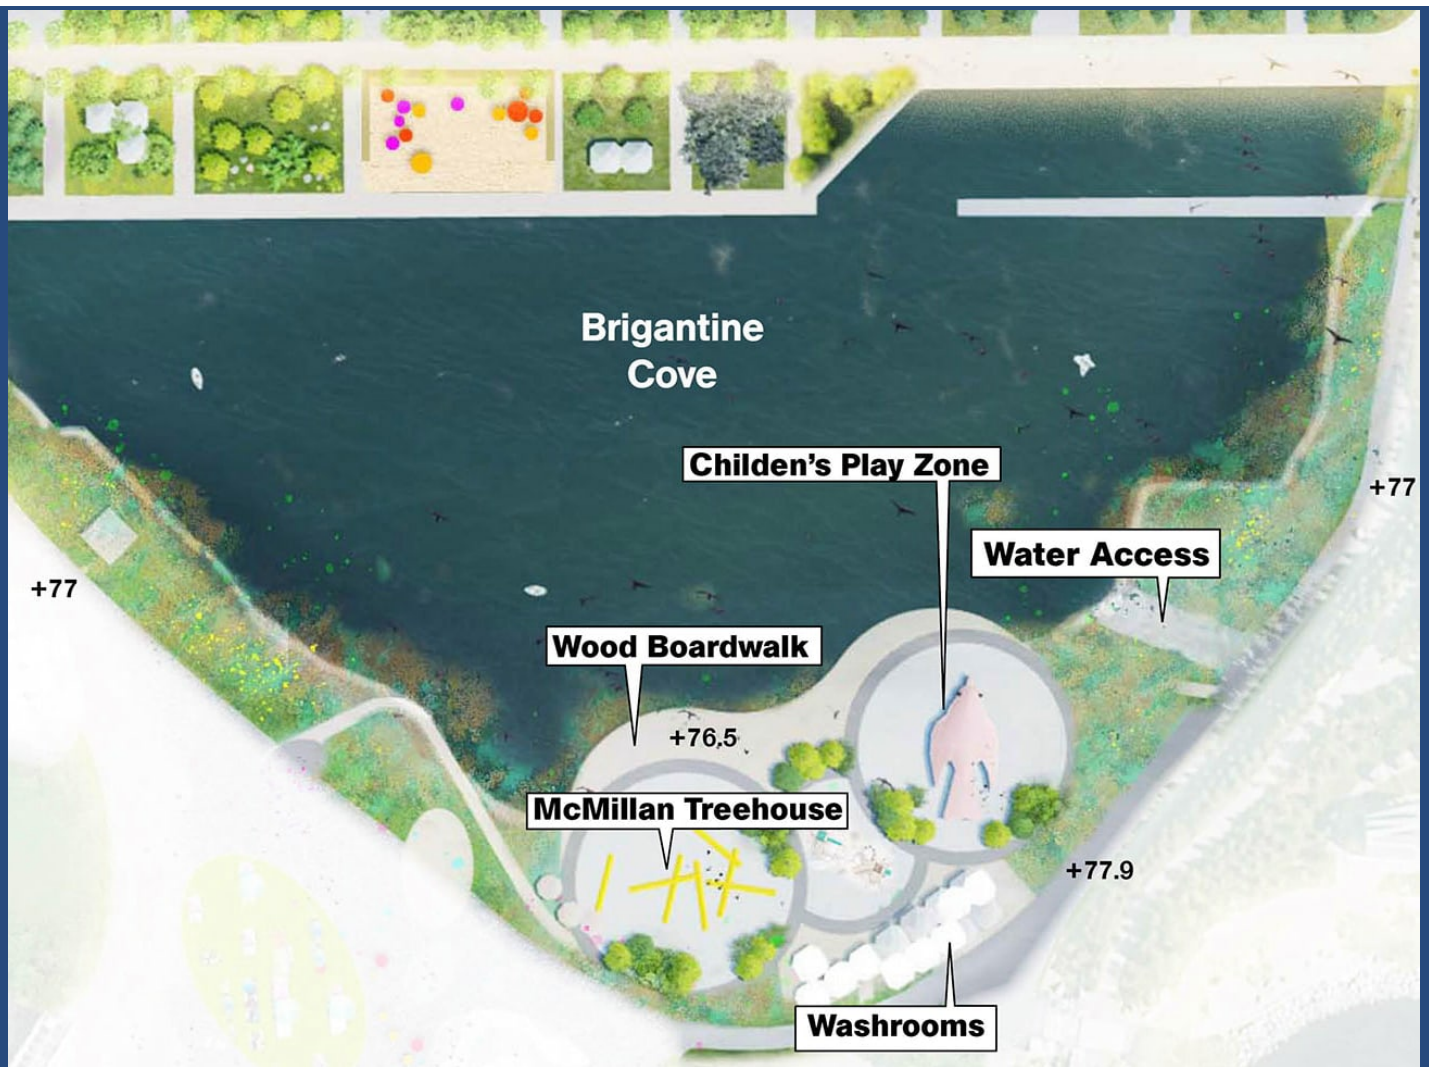 Brigantine
Cove
Childen's Play Zone
+77
Water Access
+77
Wood Boardwalk
+76.5
McMillan Treehouse
+77.9
Washrooms